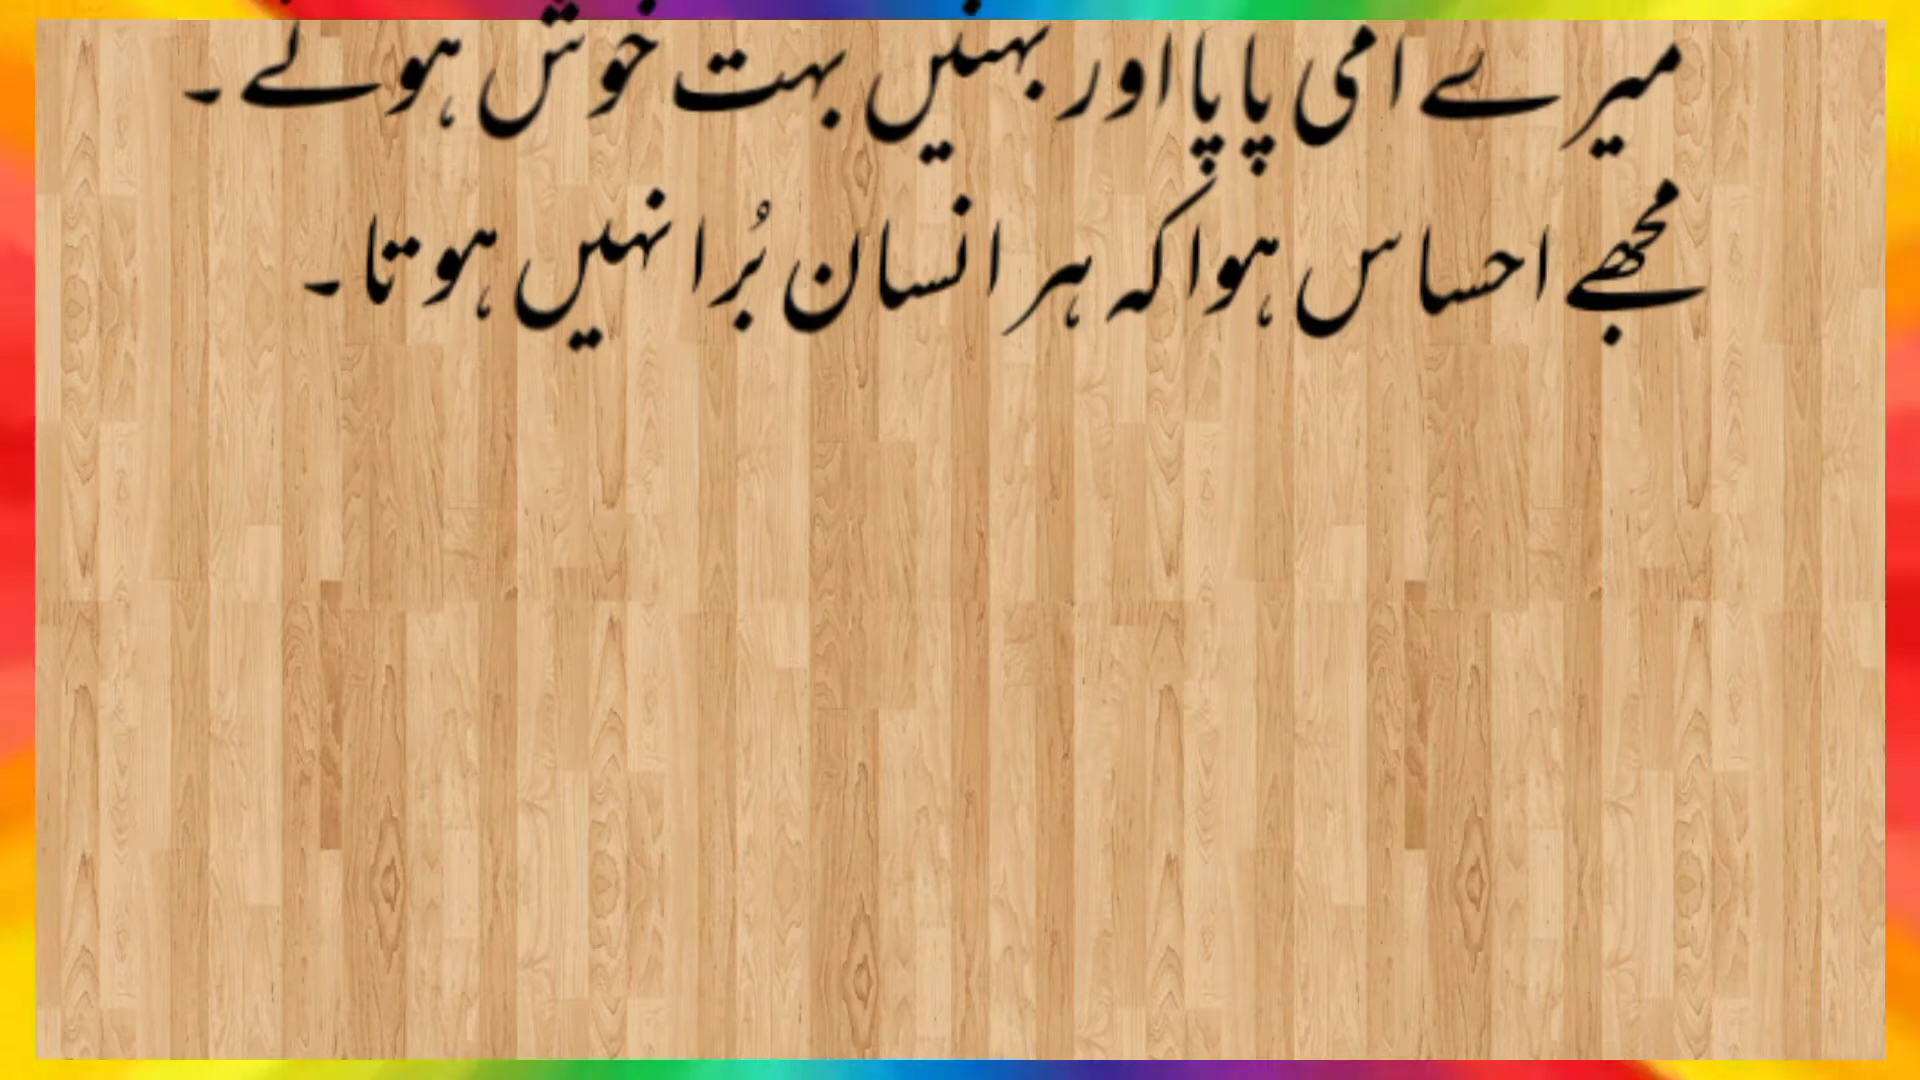 میرے امی پاپا اور بہنیں بہت خوش ہوئے۔
مجھے احساس ہوا کہ ہر انسان بُرا نہیں ہوتا۔